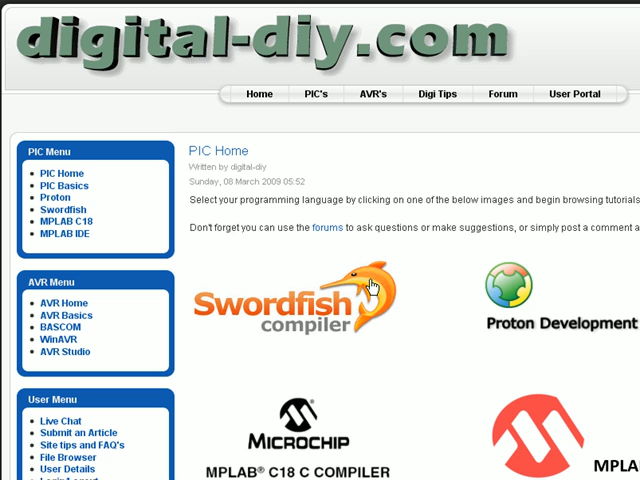 digital-diy.com
Home PIC's AVR's Digi Tips Forum User Portal
PIC Menu
PIC Home
PIC Basics
Proton
Swordfish
MPLAB C18
MPLAB IDE
PIC Home
Written by digital-diy
Sunday, 08 March 2009 05:52
Select your programming language by clicking on one of the below images and begin browsing tutorials
Don't forget you can use the forums to ask questions or make suggestions, or simply post a comment a
Swordfish
compiler
Proton Development
AVR Menu
AVR Home
AVR Basics
BASCOM
WinAVR
AVR Studio
User Menu
Live Chat
Submit an Article
Site tips and FAQ's
File Browser
User Details
MICROCHIP
MPLAB® C18 C COMPILER
MPLA